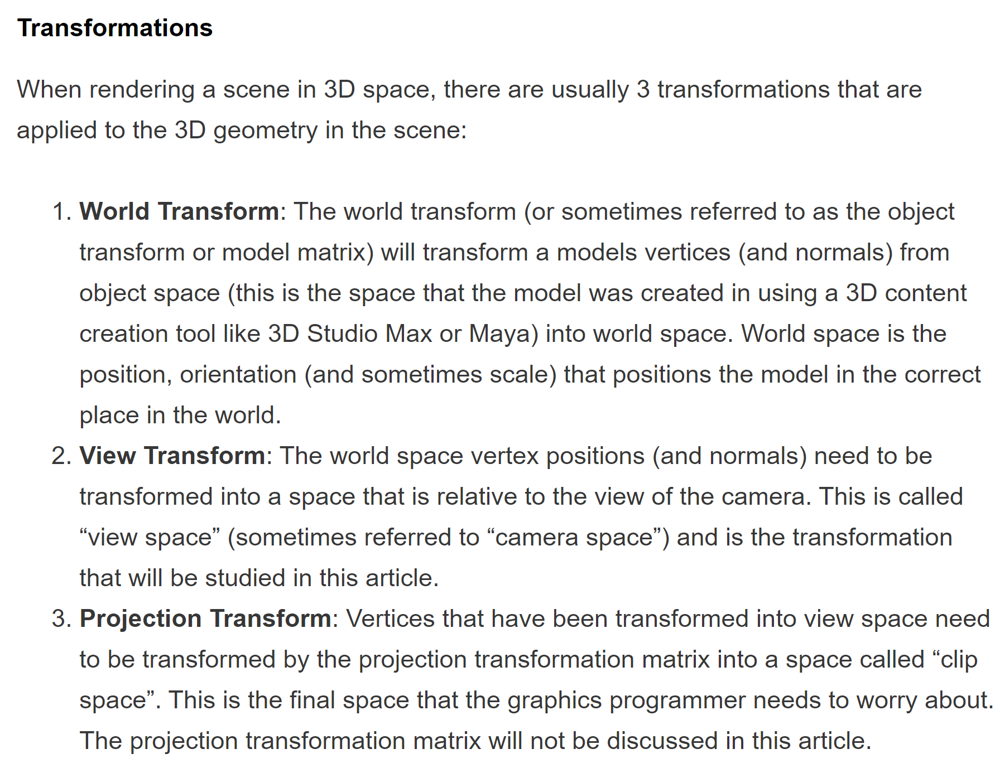 Transformations
When rendering a scene in 3D space, there are usually 3 transformations that are
applied to the 3D geometry in the scene:
1. World Transform: The world transform (or sometimes referred to as the object
transform or model matrix) will transform a models vertices (and normals) from
object space (this is the space that the model was created in using a 3D content
creation tool like 3D Studio Max or Maya) into world space. World space is the
position, orientation (and sometimes scale) that positions the model in the correct
place in the world.
2. View Transform: The world space vertex positions (and normals) need to be
transformed into a space that is relative to the view of the camera. This is called
“view space” (sometimes referred to “camera space”) and is the transformation
that will be studied in this article.
3. Projection Transform: Vertices that have been transformed into view space need
to be transformed by the projection transformation matrix into a space called “clip
space”. This is the final space that the graphics programmer needs to worry about.
The projection transformation matrix will not be discussed in this article.